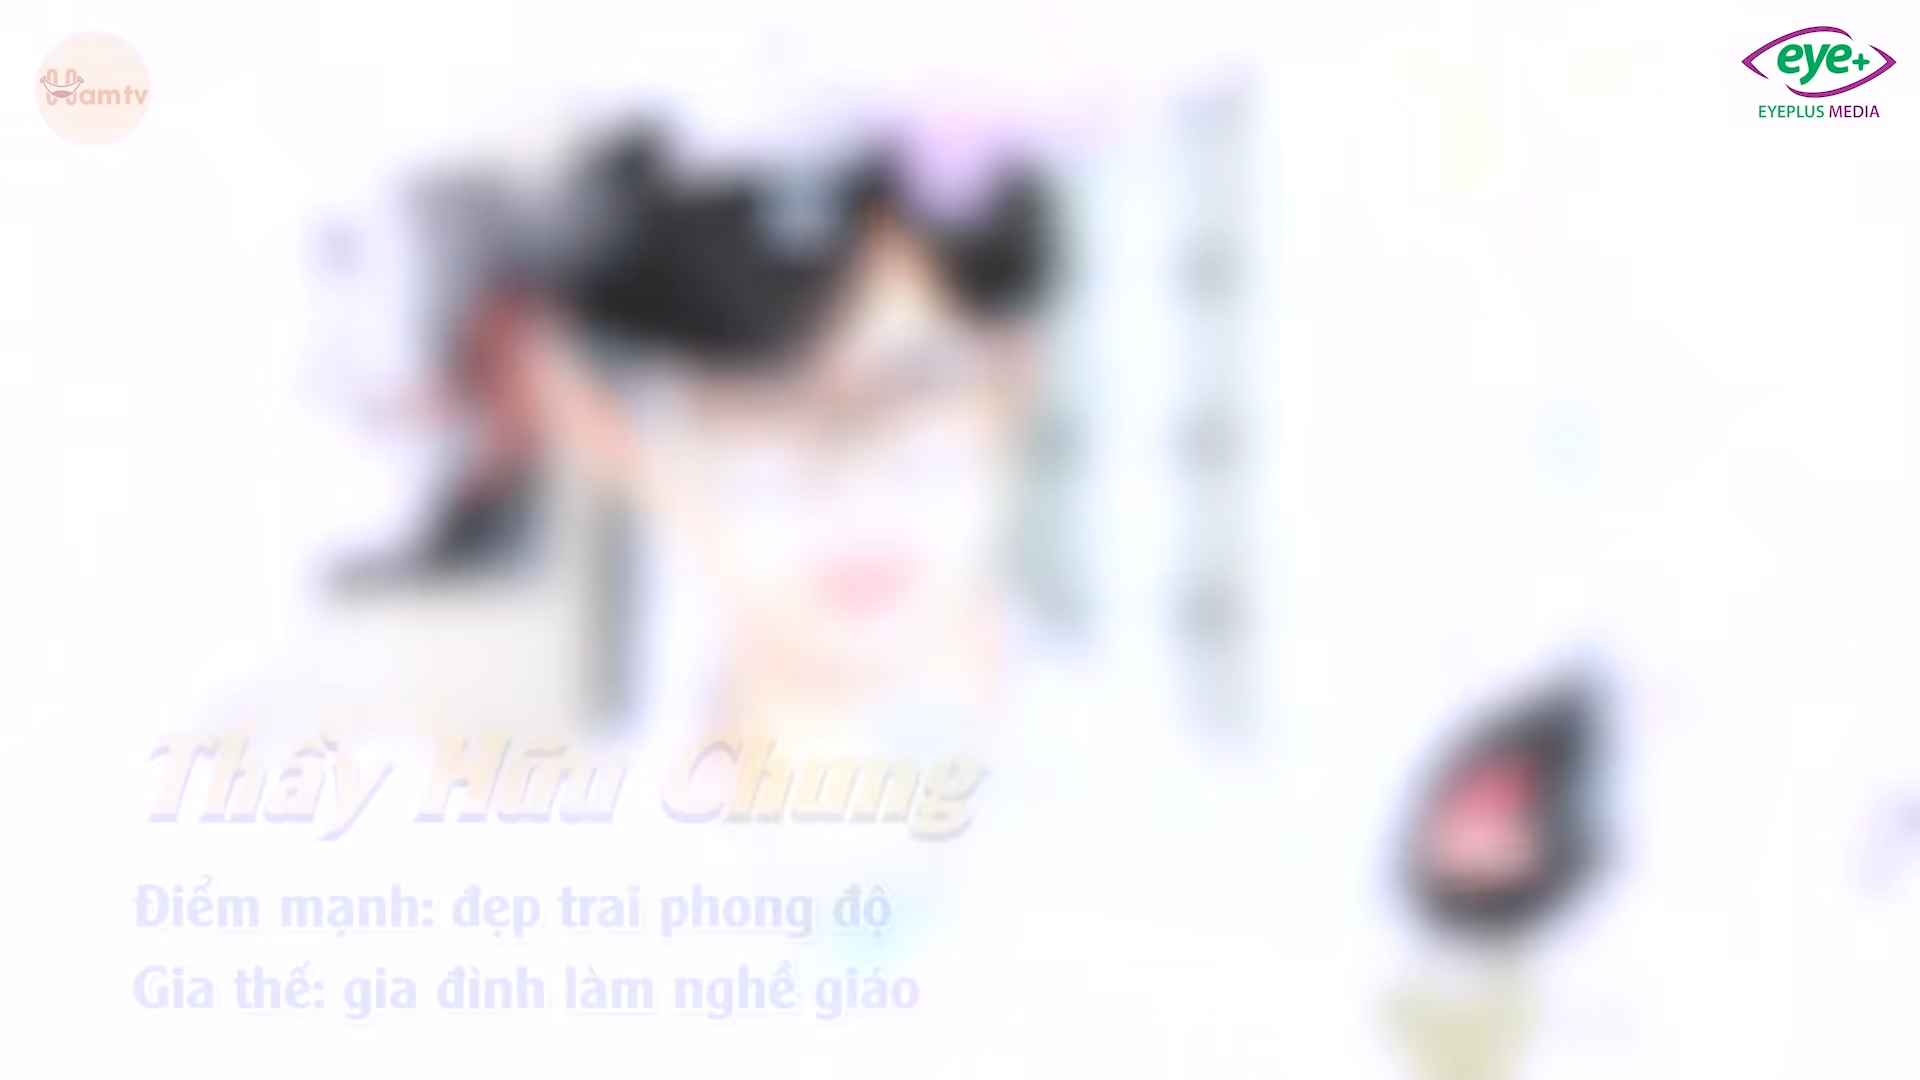 Hamtv
eye+
EYEPLUS MEDIA
Thầy Hữu Chung
Điểm mạnh: đẹp trai phong độ
Gia thế: gia đình làm nghề giáo